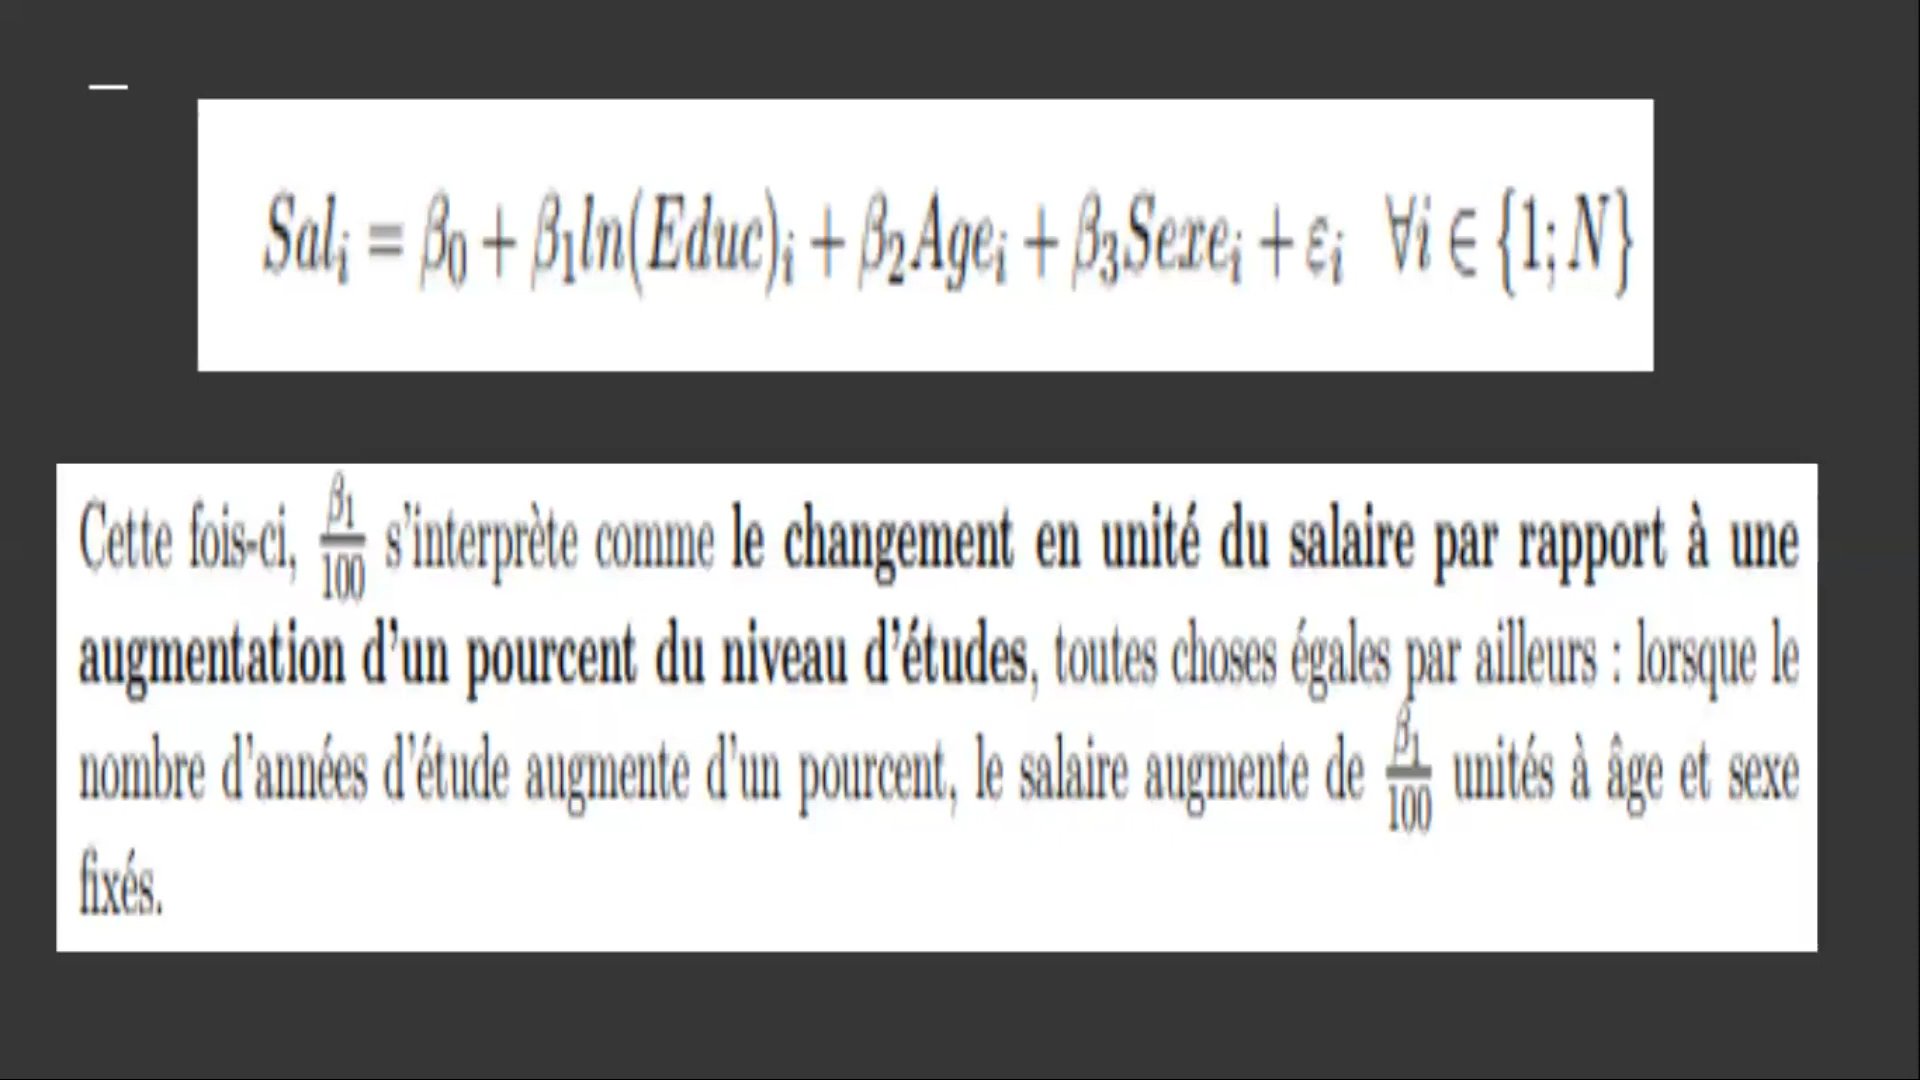 Sal_i = β_0 + β_1 ln(Educ)_i + β_2 Age_i + β_3 Sexe_i + ε_i ∀i ∈ {1; N}
Cette fois-ci, β_1/100 s'interprète comme le changement en unité du salaire par rapport à une
augmentation d'un pourcent du niveau d'études, toutes choses égales par ailleurs : lorsque le
nombre d'années d'étude augmente d'un pourcent, le salaire augmente de β_1/100 unités à âge et sexe
fixés.